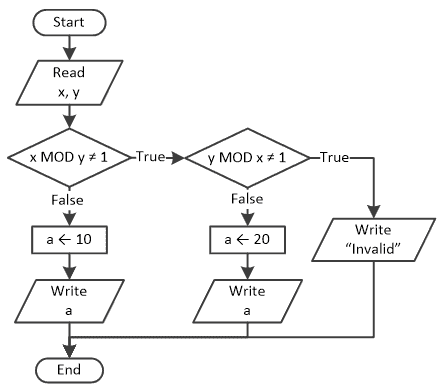 Start
Read
x, y
x MOD y ≠ 1
True
y MOD x ≠ 1
True
False
False
a ← 10
a ← 20
Write
“Invalid”
Write
a
Write
a
End